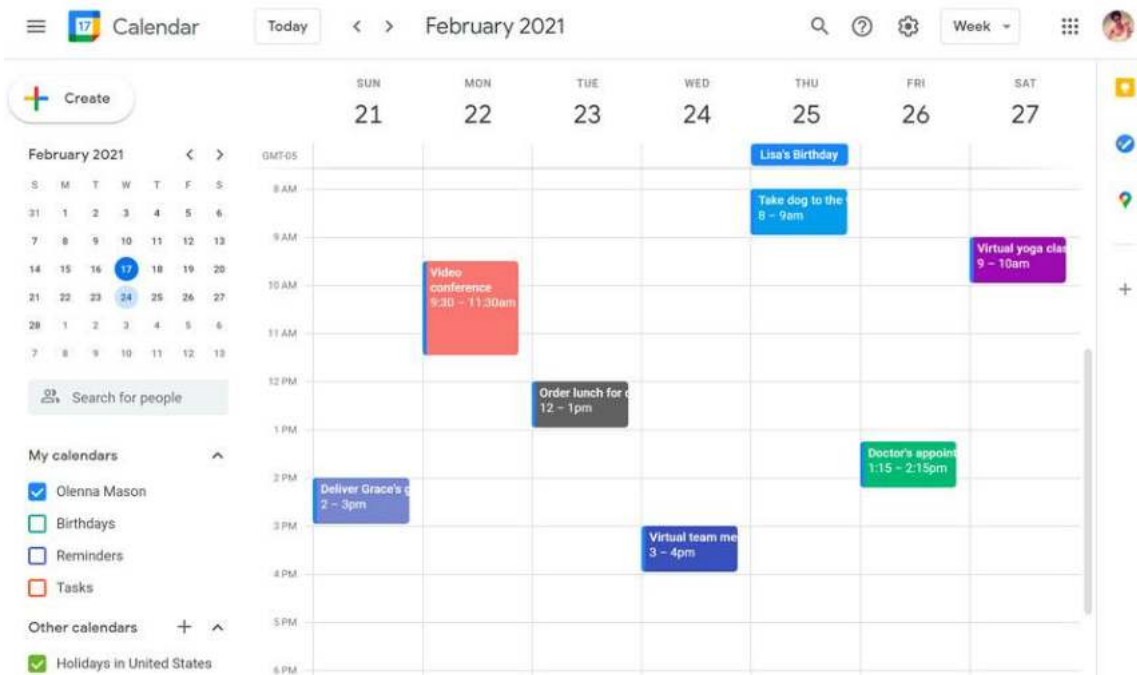 17 Calendar Today < > February 2021 Week
Create
SUN MON TUE WED THU FRI SAT
21 22 23 24 25 26 27
February 2021 < >
GMT-05 Lisa's Birthday
S M T W T F S
31 1 2 3 4 5 6
7 8 9 10 11 12 13
14 15 16 17 18 19 20
21 22 23 24 25 26 27
28 1 2 3 4 5 6
7 8 9 10 11 12 13
Search for people
My calendars
Olenna Mason
Birthdays
Reminders
Tasks
Other calendars +
Holidays in United States
8 AM
9 AM
10 AM
11 AM
12 PM
1 PM
2 PM
3 PM
4 PM
5 PM
6 PM
Deliver Grace's g
2 – 3pm
Video
conference
9:30 – 11:30am
Order lunch for
12 – 1pm
Virtual team me
3 – 4pm
Take dog to the
8 – 9am
Doctor's appoint
1:15 – 2:15pm
Virtual yoga clas
9 – 10am